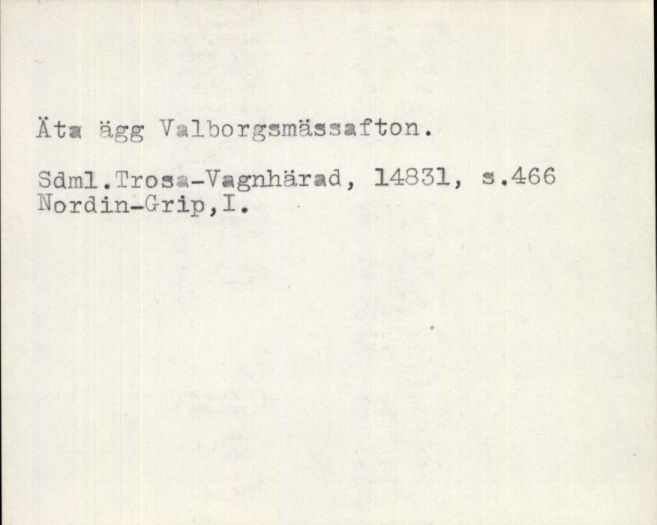 Äta ägg Valborgsmässafton.
Sdml.Trosa-Vagnhärad, 14831, s.466
Nordin-Grip,I.